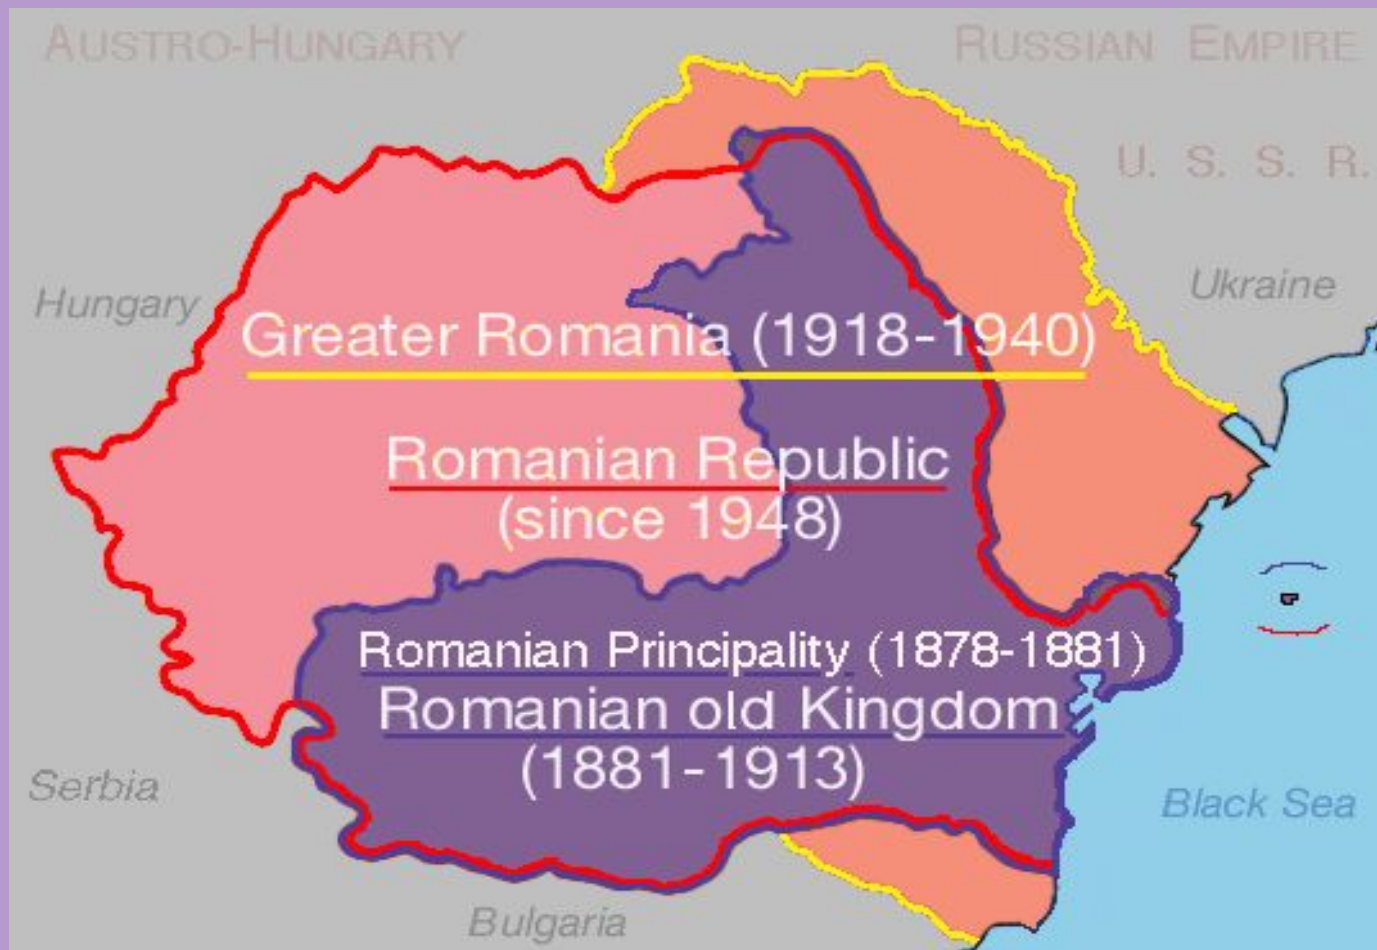 AUSTRO-HUNGARY
RUSSIAN EMPIRE
U. S. S. R.
Hungary
Ukraine
Greater Romania (1918-1940)
Romanian Republic
(since 1948)
Romanian Principality (1878-1881)
Romanian old Kingdom
(1881-1913)
Serbia
Black Sea
Bulgaria